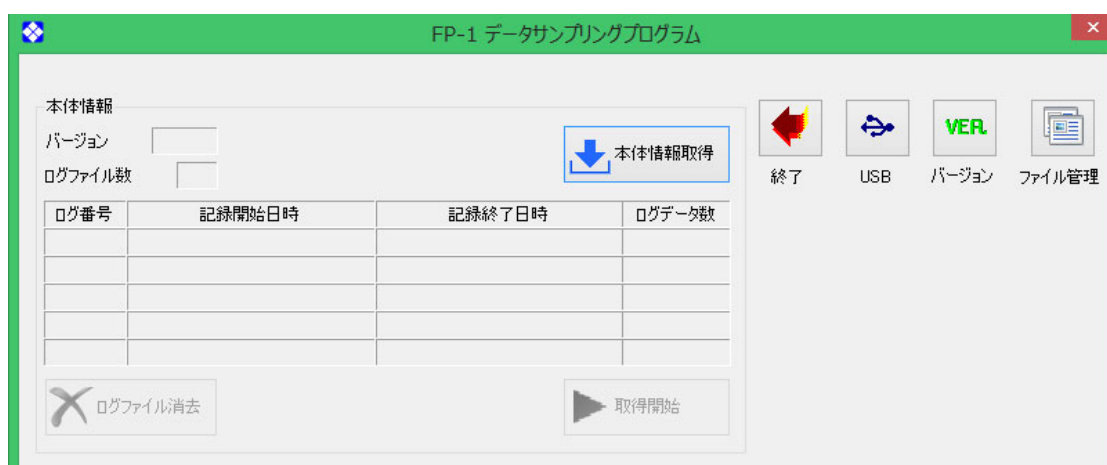 FP-1 データサンプリングプログラム
本体情報
バージョン
ログファイル数
本体情報取得
ログ番号 記録開始日時 記録終了日時 ログデータ数
ログファイル消去
取得開始
VER.
終了 USB バージョン ファイル管理